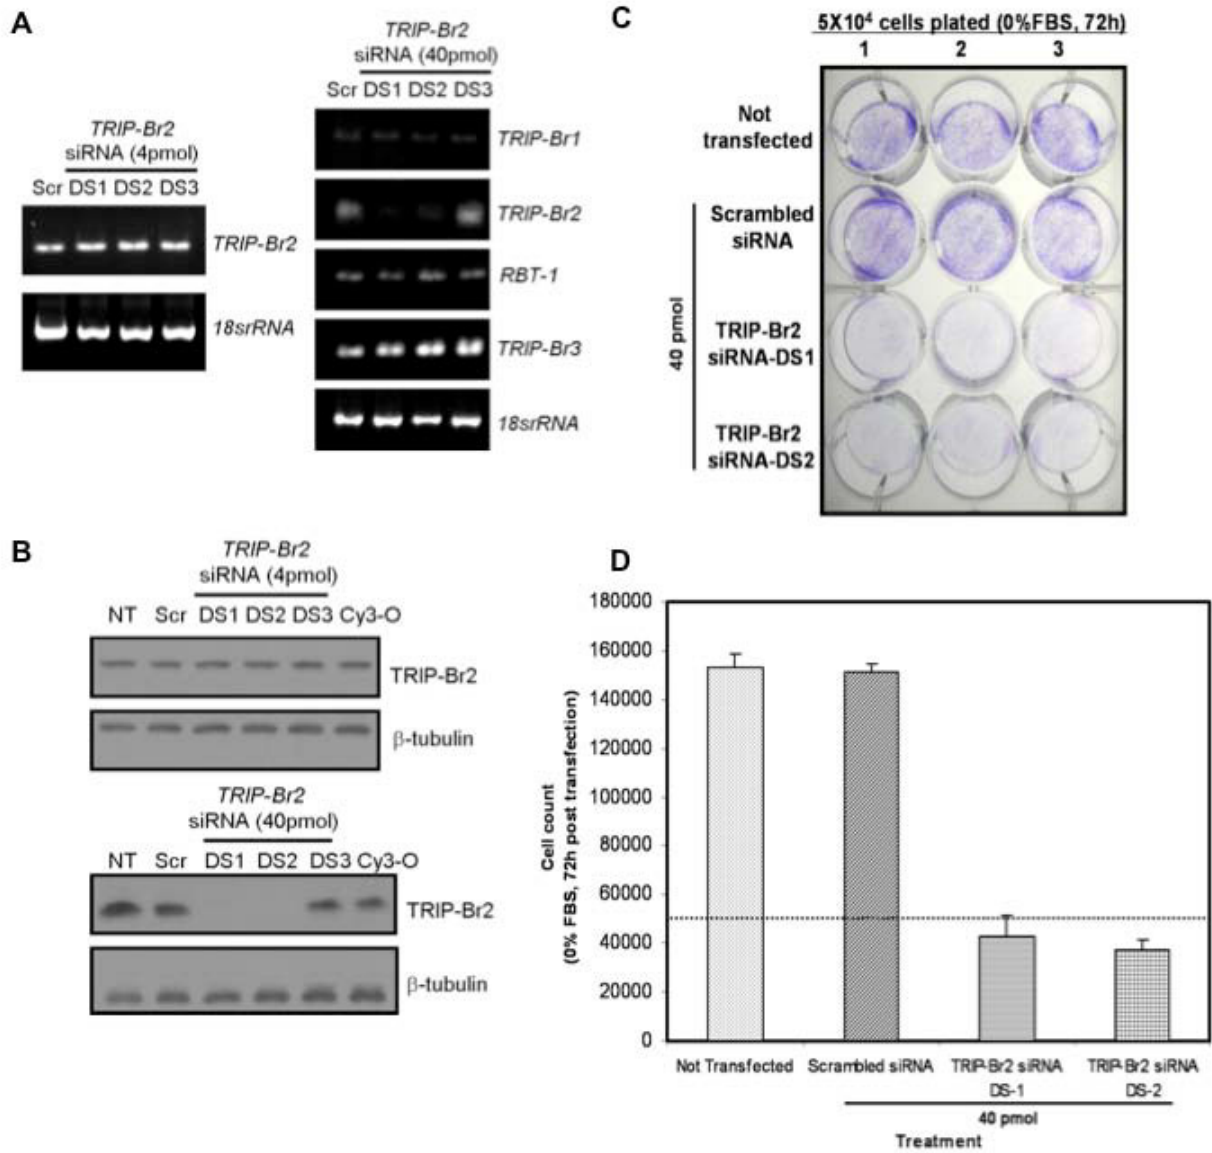 A
TRIP-Br2
siRNA (4pmol)
Scr DS1 DS2 DS3
TRIP-Br2
18srRNA
TRIP-Br2
siRNA (40pmol)
Scr DS1 DS2 DS3
TRIP-Br1
TRIP-Br2
RBT-1
TRIP-Br3
18srRNA
B
TRIP-Br2
siRNA (4pmol)
NT Scr DS1 DS2 DS3 Cy3-O
TRIP-Br2
β-tubulin
TRIP-Br2
siRNA (40pmol)
NT Scr DS1 DS2 DS3 Cy3-O
TRIP-Br2
β-tubulin
C
5X10⁴ cells plated (0%FBS, 72h)
1 2 3
Not
transfected
Scrambled
siRNA
TRIP-Br2
siRNA-DS1
TRIP-Br2
siRNA-DS2
40 pmol
D
180000
160000
140000
120000
100000
80000
60000
40000
20000
0
Cell count
(0% FBS, 72h post transfection)
Not Transfected Scrambled siRNA TRIP-Br2 siRNA TRIP-Br2 siRNA
DS-1 DS-2
40 pmol
Treatment